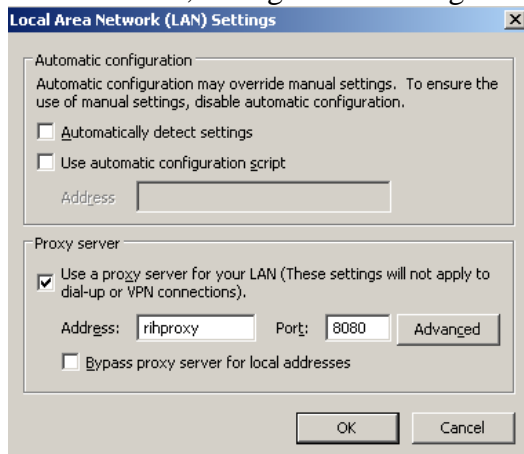 Local Area Network (LAN) Settings
Automatic configuration
Automatic configuration may override manual settings. To ensure the
use of manual settings, disable automatic configuration.
Automatically detect settings
Use automatic configuration script
Address
Proxy server
Use a proxy server for your LAN (These settings will not apply to
dial-up or VPN connections).
Address: rihproxy Port: 8080 Advanced
Bypass proxy server for local addresses
OK Cancel